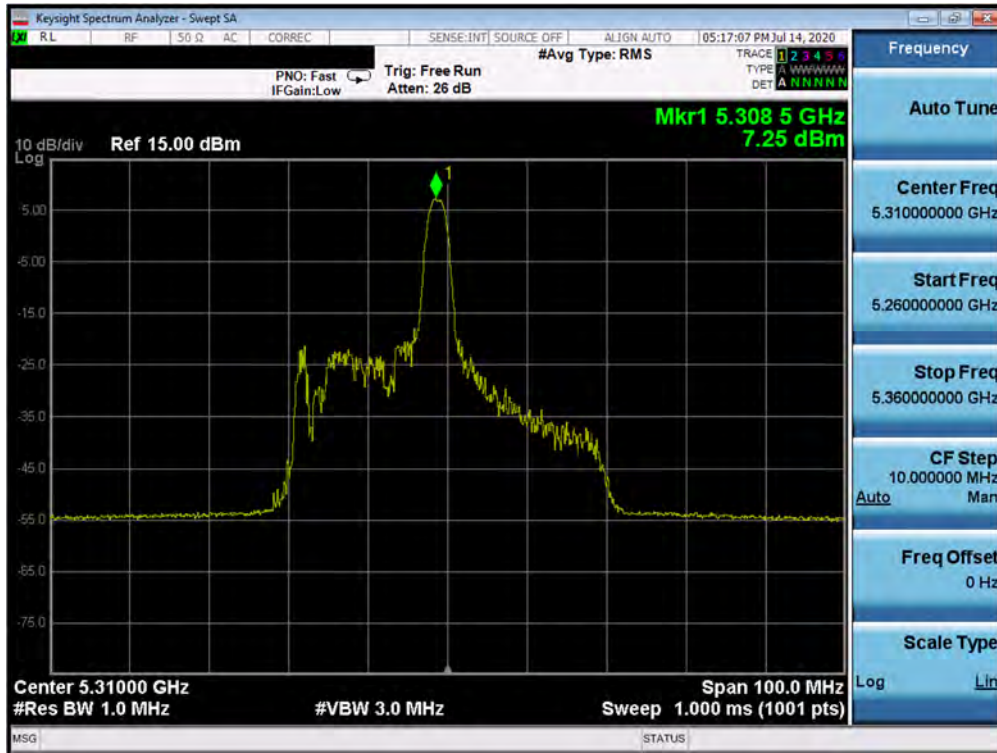 Keysight Spectrum Analyzer - Swept SA
LXI RL RF 50 Ω AC CORREC SENSE:INT SOURCE OFF ALIGN AUTO 05:17:07 PM Jul 14, 2020
#Avg Type: RMS
TRACE 1 2 3 4 5 6
PNO: Fast Trig: Free Run
TYPE A WWWWW
IFGain:Low Atten: 26 dB
DET A N N N N N
Mkr1 5.308 5 GHz
7.25 dBm
10 dB/div Ref 15.00 dBm
Log
1
5.00
-5.00
-15.0
-25.0
-35.0
-45.0
-55.0
-65.0
-75.0
Center 5.31000 GHz Span 100.0 MHz
#Res BW 1.0 MHz #VBW 3.0 MHz Sweep 1.000 ms (1001 pts)
MSG STATUS
Frequency
Auto Tune
Center Freq
5.310000000 GHz
Start Freq
5.260000000 GHz
Stop Freq
5.360000000 GHz
CF Step
10.000000 MHz
Auto Man
Freq Offset
0 Hz
Scale Type
Log Lin